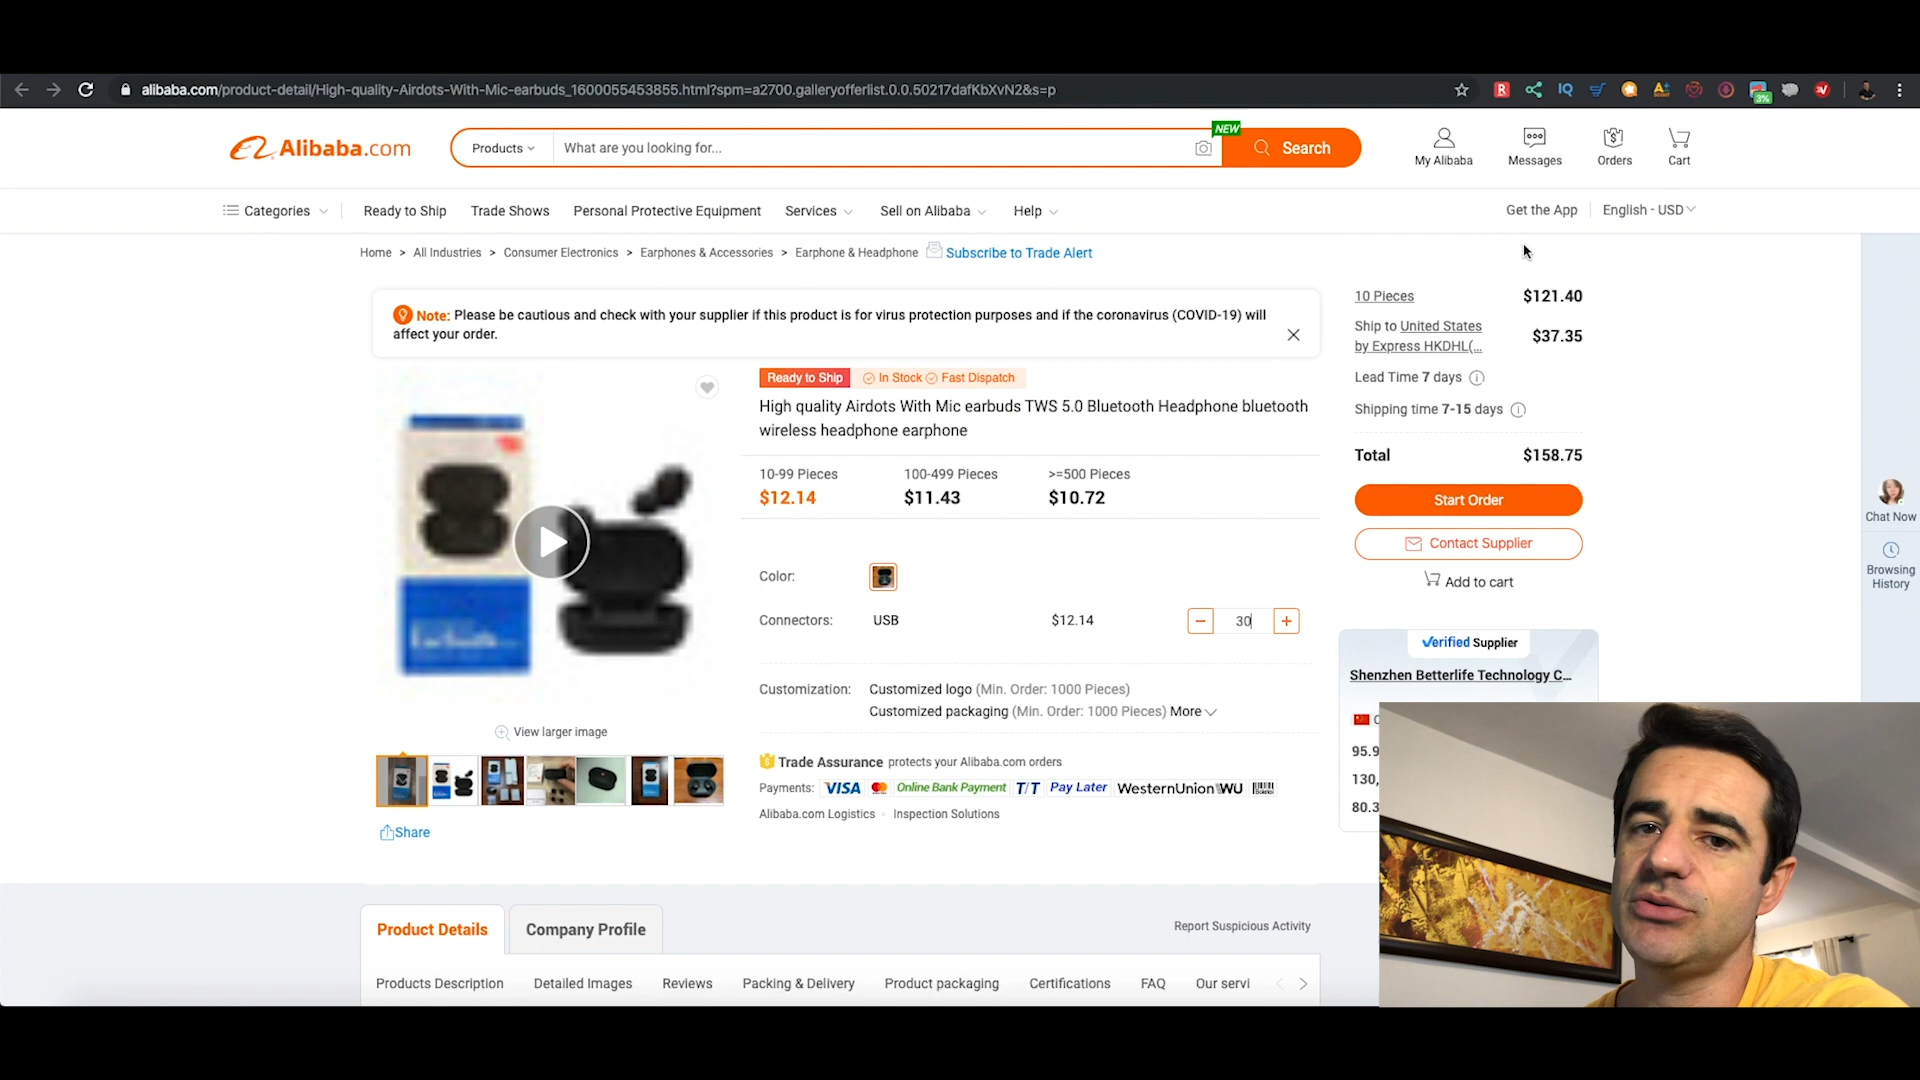 alibaba.com/product-detail/High-quality-Airdots-With-Mic-earbuds_1600055453855.html?spm=a2700.galleryofferlist.0.0.50217dafKbXvN2&s=p
IQ
3%
Alibaba.com
Products
What are you looking for...
NEW
Search
My Alibaba
Messages
Orders
Cart
Categories
Ready to Ship
Trade Shows
Personal Protective Equipment
Services
Sell on Alibaba
Help
Get the App
English - USD
Home > All Industries > Consumer Electronics > Earphones & Accessories > Earphone & Headphone
Subscribe to Trade Alert
Note: Please be cautious and check with your supplier if this product is for virus protection purposes and if the coronavirus (COVID-19) will
affect your order.
View larger image
Share
Ready to Ship
In Stock
Fast Dispatch
High quality Airdots With Mic earbuds TWS 5.0 Bluetooth Headphone bluetooth
wireless headphone earphone
10-99 Pieces
100-499 Pieces
>=500 Pieces
$12.14
$11.43
$10.72
Color:
Connectors:
USB
$12.14
30
Customization:
Customized logo (Min. Order: 1000 Pieces)
Customized packaging (Min. Order: 1000 Pieces) More
Trade Assurance protects your Alibaba.com orders
Payments: VISA Online Bank Payment T/T Pay Later WesternUnion WU
Alibaba.com Logistics
Inspection Solutions
10 Pieces
$121.40
Ship to United States
by Express HKDHL(...
$37.35
Lead Time 7 days
Shipping time 7-15 days
Total
$158.75
Start Order
Contact Supplier
Add to cart
Verified Supplier
Shenzhen Betterlife Technology C...
95.9
130,
80.3
Chat Now
Browsing
History
Product Details
Company Profile
Report Suspicious Activity
Products Description
Detailed Images
Reviews
Packing & Delivery
Product packaging
Certifications
FAQ
Our servi